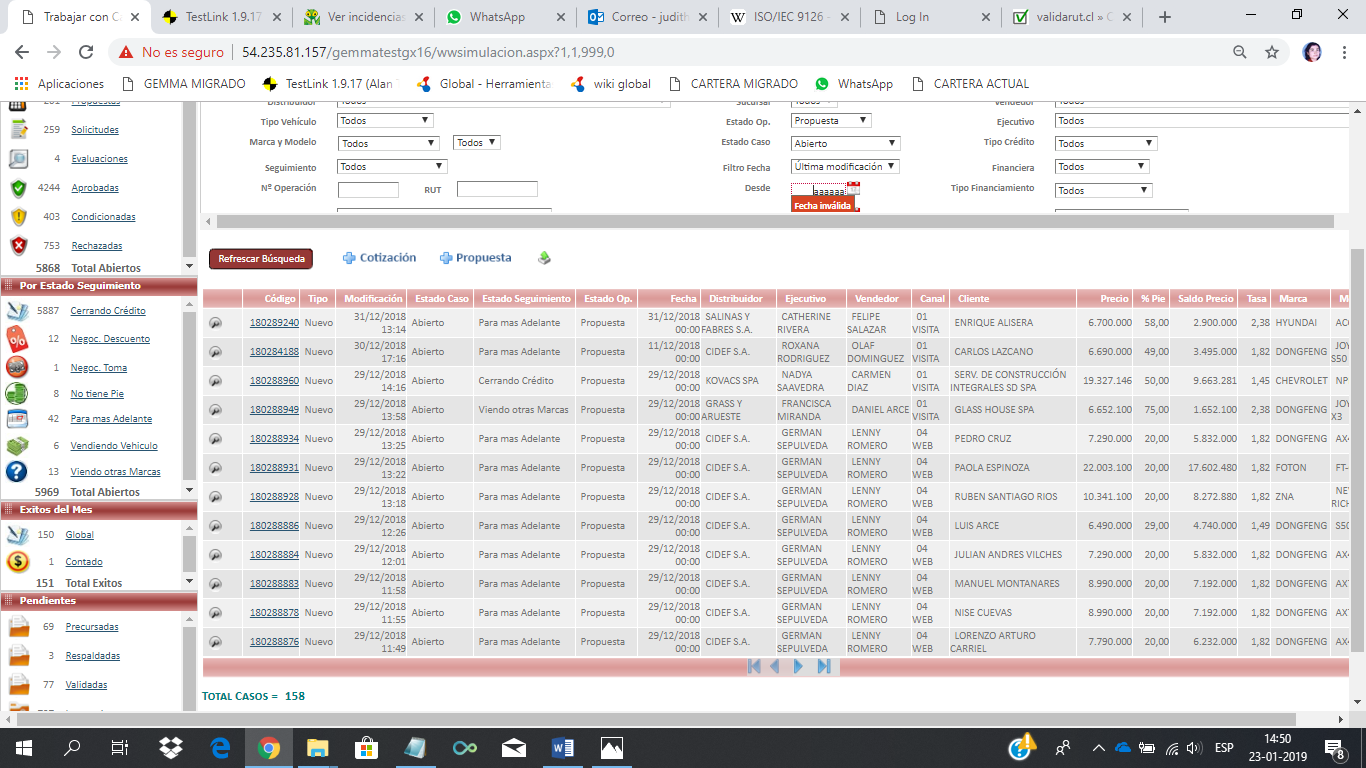 Trabajar con C
TestLink 1.9.17
Ver incidencias
WhatsApp
Correo - judith
ISO/IEC 9126 -
Log In
validarut.cl » C
No es seguro | 54.235.81.157/gemmatestgx16/wwsimulacion.aspx?1,1,999,0
Aplicaciones GEMMA MIGRADO TestLink 1.9.17 (Alan Global - Herramienta wiki global CARTERA MIGRADO WhatsApp CARTERA ACTUAL
261 Propuestas
259 Solicitudes
4 Evaluaciones
4244 Aprobadas
403 Condicionadas
753 Rechazadas
5868 Total Abiertos
Por Estado Seguimiento
5887 Cerrando Crédito
12 Negoc. Descuento
1 Negoc. Toma
8 No tiene Pie
42 Para mas Adelante
6 Vendiendo Vehiculo
13 Viendo otras Marcas
5969 Total Abiertos
Exitos del Mes
150 Global
1 Contado
151 Total Exitos
Pendientes
69 Precursadas
3 Respaldadas
77 Validadas
Distribuidor Todos Sucursal Todos Vendedor Todos
Tipo Vehículo Todos Estado Op. Propuesta Ejecutivo Todos
Marca y Modelo Todos Todos Estado Caso Abierto Tipo Crédito Todos
Seguimiento Todos Filtro Fecha Última modificación Financiera Todos
Nº Operación RUT Desde aaaaaa Tipo Financiamiento Todos
Fecha inválida
Refrescar Búsqueda Cotización Propuesta
Código Tipo Modificación Estado Caso Estado Seguimiento Estado Op. Fecha Distribuidor Ejecutivo Vendedor Canal Cliente Precio % Pie Saldo Precio Tasa Marca M
180289240 Nuevo 31/12/2018 13:14 Abierto Para mas Adelante Propuesta 31/12/2018 00:00 SALINAS Y FABRES S.A. CATHERINE RIVERA FELIPE SALAZAR 01 VISITA ENRIQUE ALISERA 6.700.000 58,00 2.900.000 2,38 HYUNDAI AC
180284188 Nuevo 30/12/2018 17:16 Abierto Para mas Adelante Propuesta 11/12/2018 00:00 CIDEF S.A. ROXANA RODRIGUEZ OLAF DOMINGUEZ 01 VISITA CARLOS LAZCANO 6.690.000 49,00 3.495.000 1,82 DONGFENG JOY S50
180288960 Nuevo 29/12/2018 14:16 Abierto Cerrando Crédito Propuesta 29/12/2018 00:00 KOVACS SPA NADYA SAAVEDRA CARMEN DIAZ 01 VISITA SERV. DE CONSTRUCCIÓN INTEGRALES SD SPA 19.327.146 50,00 9.663.281 1,45 CHEVROLET NP
180288949 Nuevo 29/12/2018 13:58 Abierto Viendo otras Marcas Propuesta 29/12/2018 00:00 GRASS Y ARUESTE FRANCISCA MIRANDA DANIEL ARCE 01 VISITA GLASS HOUSE SPA 6.652.100 75,00 1.652.100 2,38 DONGFENG JOY X3
180288934 Nuevo 29/12/2018 13:25 Abierto Para mas Adelante Propuesta 29/12/2018 00:00 CIDEF S.A. GERMAN SEPULVEDA LENNY ROMERO 04 WEB PEDRO CRUZ 7.290.000 20,00 5.832.000 1,82 DONGFENG AX4
180288931 Nuevo 29/12/2018 13:22 Abierto Para mas Adelante Propuesta 29/12/2018 00:00 CIDEF S.A. GERMAN SEPULVEDA LENNY ROMERO 04 WEB PAOLA ESPINOZA 22.003.100 20,00 17.602.480 1,82 FOTON FT-
180288928 Nuevo 29/12/2018 13:18 Abierto Para mas Adelante Propuesta 29/12/2018 00:00 CIDEF S.A. GERMAN SEPULVEDA LENNY ROMERO 04 WEB RUBEN SANTIAGO RIOS 10.341.100 20,00 8.272.880 1,82 ZNA NEW RICH
180288886 Nuevo 29/12/2018 12:26 Abierto Para mas Adelante Propuesta 29/12/2018 00:00 CIDEF S.A. GERMAN SEPULVEDA LENNY ROMERO 04 WEB LUIS ARCE 6.490.000 29,00 4.740.000 1,49 DONGFENG S50
180288884 Nuevo 29/12/2018 12:01 Abierto Para mas Adelante Propuesta 29/12/2018 00:00 CIDEF S.A. GERMAN SEPULVEDA LENNY ROMERO 04 WEB JULIAN ANDRES VILCHES 7.290.000 20,00 5.832.000 1,82 DONGFENG AX4
180288883 Nuevo 29/12/2018 11:58 Abierto Para mas Adelante Propuesta 29/12/2018 00:00 CIDEF S.A. GERMAN SEPULVEDA LENNY ROMERO 04 WEB MANUEL MONTANARES 8.990.000 20,00 7.192.000 1,82 DONGFENG AX7
180288878 Nuevo 29/12/2018 11:55 Abierto Para mas Adelante Propuesta 29/12/2018 00:00 CIDEF S.A. GERMAN SEPULVEDA LENNY ROMERO 04 WEB NISE CUEVAS 8.990.000 20,00 7.192.000 1,82 DONGFENG AX7
180288876 Nuevo 29/12/2018 11:49 Abierto Para mas Adelante Propuesta 29/12/2018 00:00 CIDEF S.A. GERMAN SEPULVEDA LENNY ROMERO 04 WEB LORENZO ARTURO CARRIEL 7.790.000 20,00 6.232.000 1,82 DONGFENG AX4
TOTAL CASOS = 158
ESP
14:50
23-01-2019
8